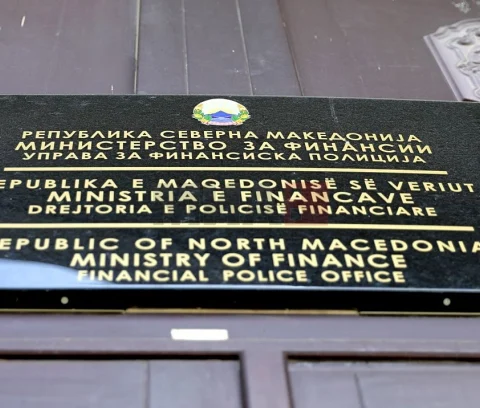 РЕПУБЛИКА СЕВЕРНА МАКЕДОНИЈА
МИНИСТЕРСТВО ЗА ФИНАНСИИ
УПРАВА ЗА ФИНАНСИСКА ПОЛИЦИЈА
EPUBLIKA E MAQEDONISË SË VERIUT
MINISTRIA E FINANCAVE
DREJTORIA E POLICISË FINANCIARE
REPUBLIC OF NORTH MACEDONIA
MINISTRY OF FINANCE
FINANCIAL POLICE OFFICE